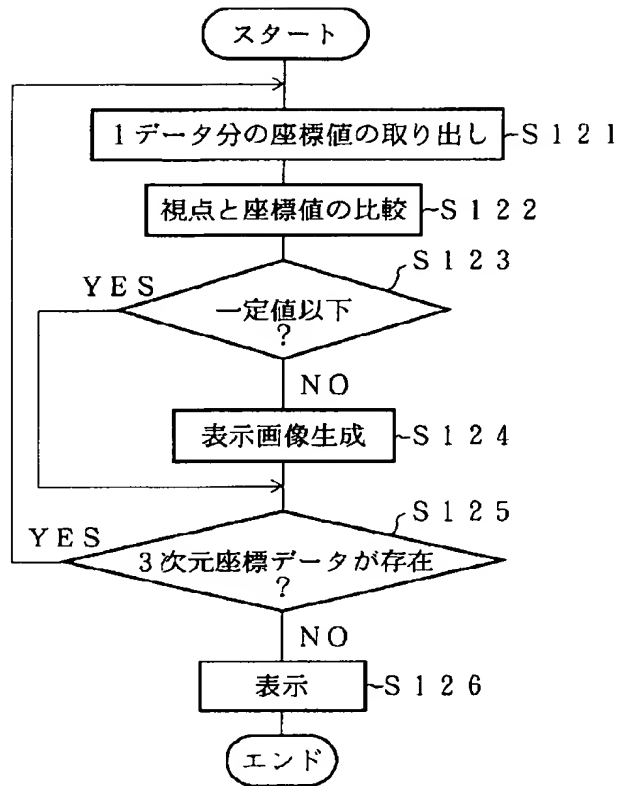 スタート
1データ分の座標値の取り出し
S121
視点と座標値の比較
S122
S123
YES
一定値以下
?
NO
表示画像生成
S124
S125
YES
3次元座標データが存在
?
NO
表示
S126
エンド